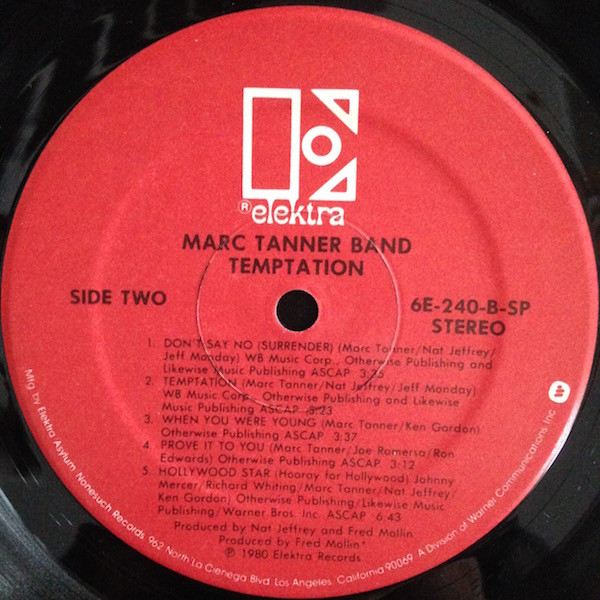 ® elektra
MARC TANNER BAND
TEMPTATION
SIDE TWO
6E-240-B-SP
STEREO
1. DON'T SAY NO (SURRENDER) (Marc Tanner/Nat Jeffrey/
Jeff Monday) WB Music Corp., Otherwise Publishing and
Likewise Music Publishing ASCAP 3:35
2. TEMPTATION (Marc Tanner/Nat Jeffrey/Jeff Monday)
WB Music Corp., Otherwise Publishing and Likewise
Music Publishing ASCAP 3:23
3. WHEN YOU WERE YOUNG (Marc Tanner/Ken Gordon)
Otherwise Publishing ASCAP 3:37
4. PROVE IT TO YOU (Marc Tanner/Joe Romersa/Ron
Edwards) Otherwise Publishing ASCAP 3:12
5. HOLLYWOOD STAR (Hooray for Hollywood) Johnny
Mercer/Richard Whiting/Marc Tanner/Nat Jeffrey/
Ken Gordon) Otherwise Publishing/Likewise Music
Publishing/Warner Bros. Inc. ASCAP 6:43
Produced by Nat Jeffrey and Fred Mollin
Produced by Fred Mollin*
℗ 1980 Elektra Records
Mfg by Elektra/Asylum/Nonesuch Records 962 North La Cienega Blvd. Los Angeles, California 90069 A Division of Warner Communications Inc